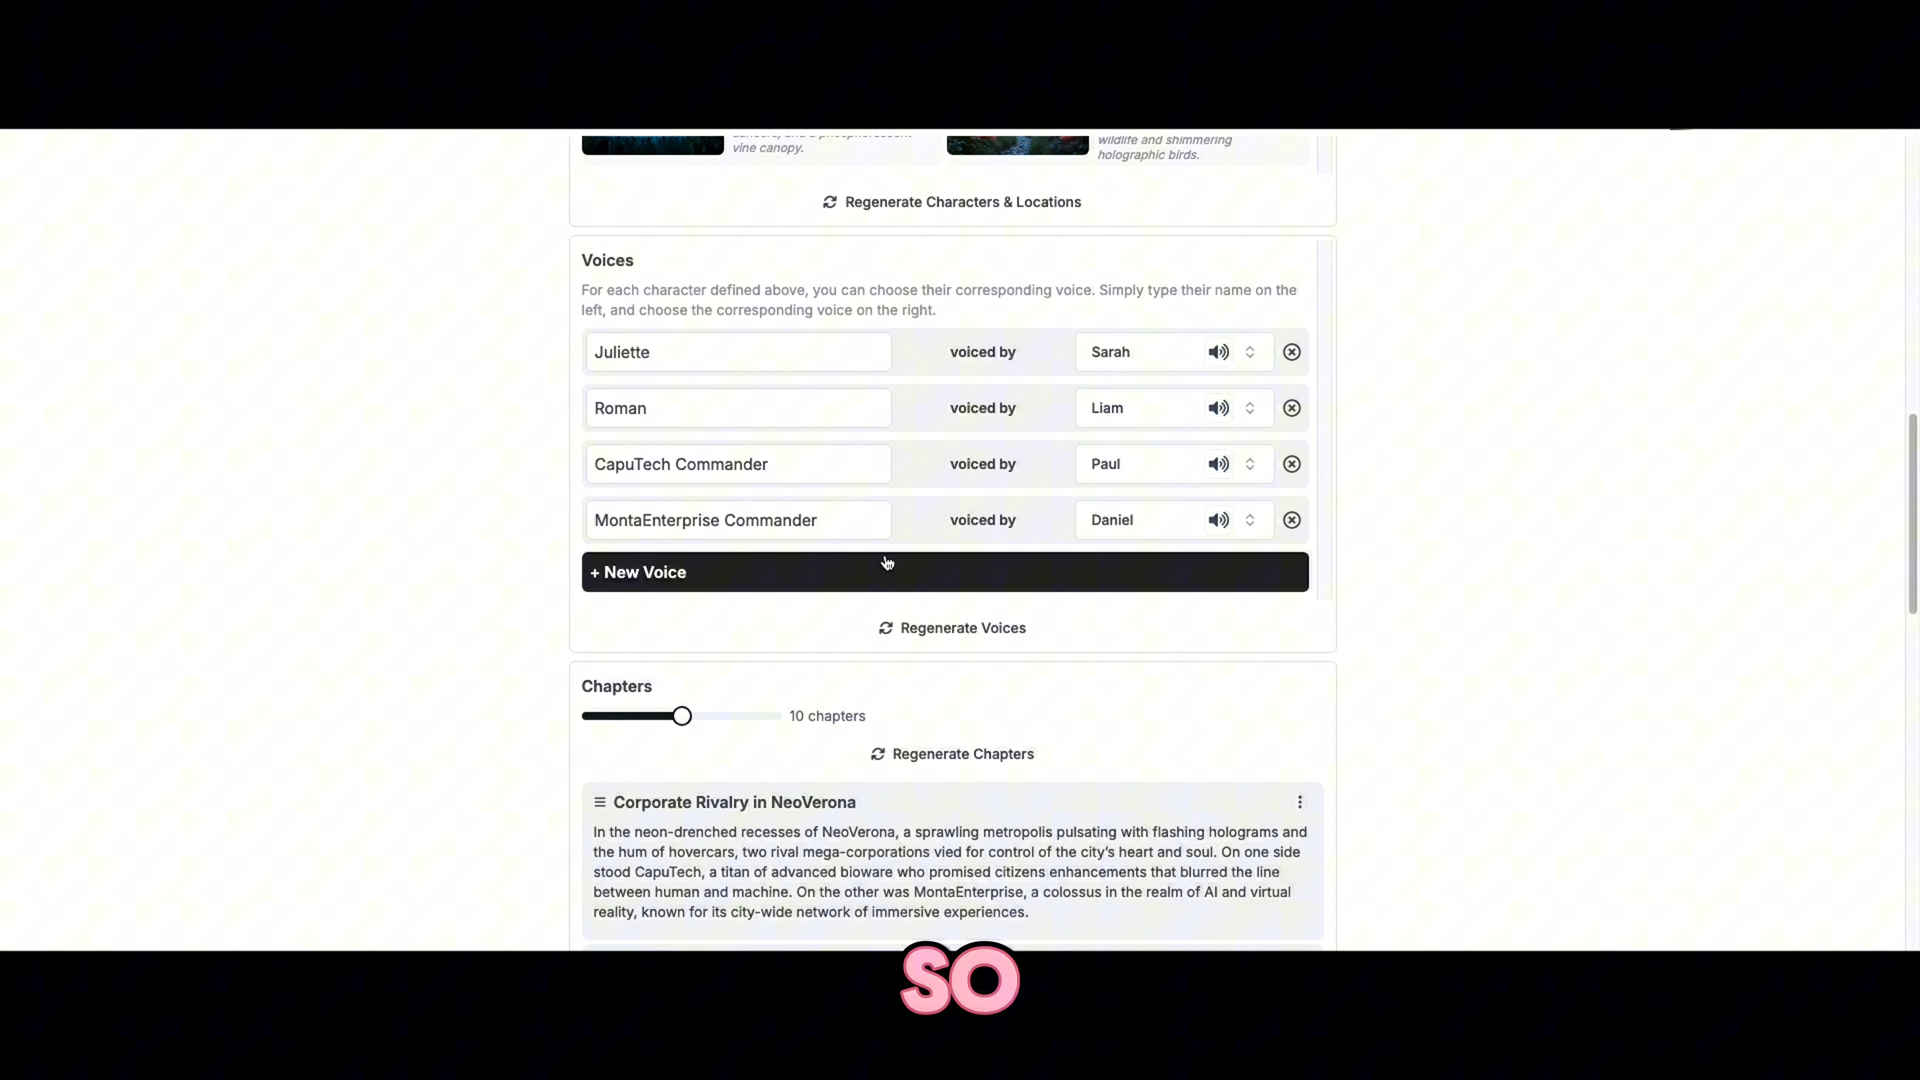 vine canopy.
wildlife and shimmering
holographic birds.
Regenerate Characters & Locations
Voices
For each character defined above, you can choose their corresponding voice. Simply type their name on the
left, and choose the corresponding voice on the right.
Juliette voiced by Sarah
Roman voiced by Liam
CapuTech Commander voiced by Paul
MontaEnterprise Commander voiced by Daniel
+ New Voice
Regenerate Voices
Chapters
10 chapters
Regenerate Chapters
Corporate Rivalry in NeoVerona
In the neon-drenched recesses of NeoVerona, a sprawling metropolis pulsating with flashing holograms and
the hum of hovercars, two rival mega-corporations vied for control of the city's heart and soul. On one side
stood CapuTech, a titan of advanced bioware who promised citizens enhancements that blurred the line
between human and machine. On the other was MontaEnterprise, a colossus in the realm of AI and virtual
reality, known for its city-wide network of immersive experiences.
SO